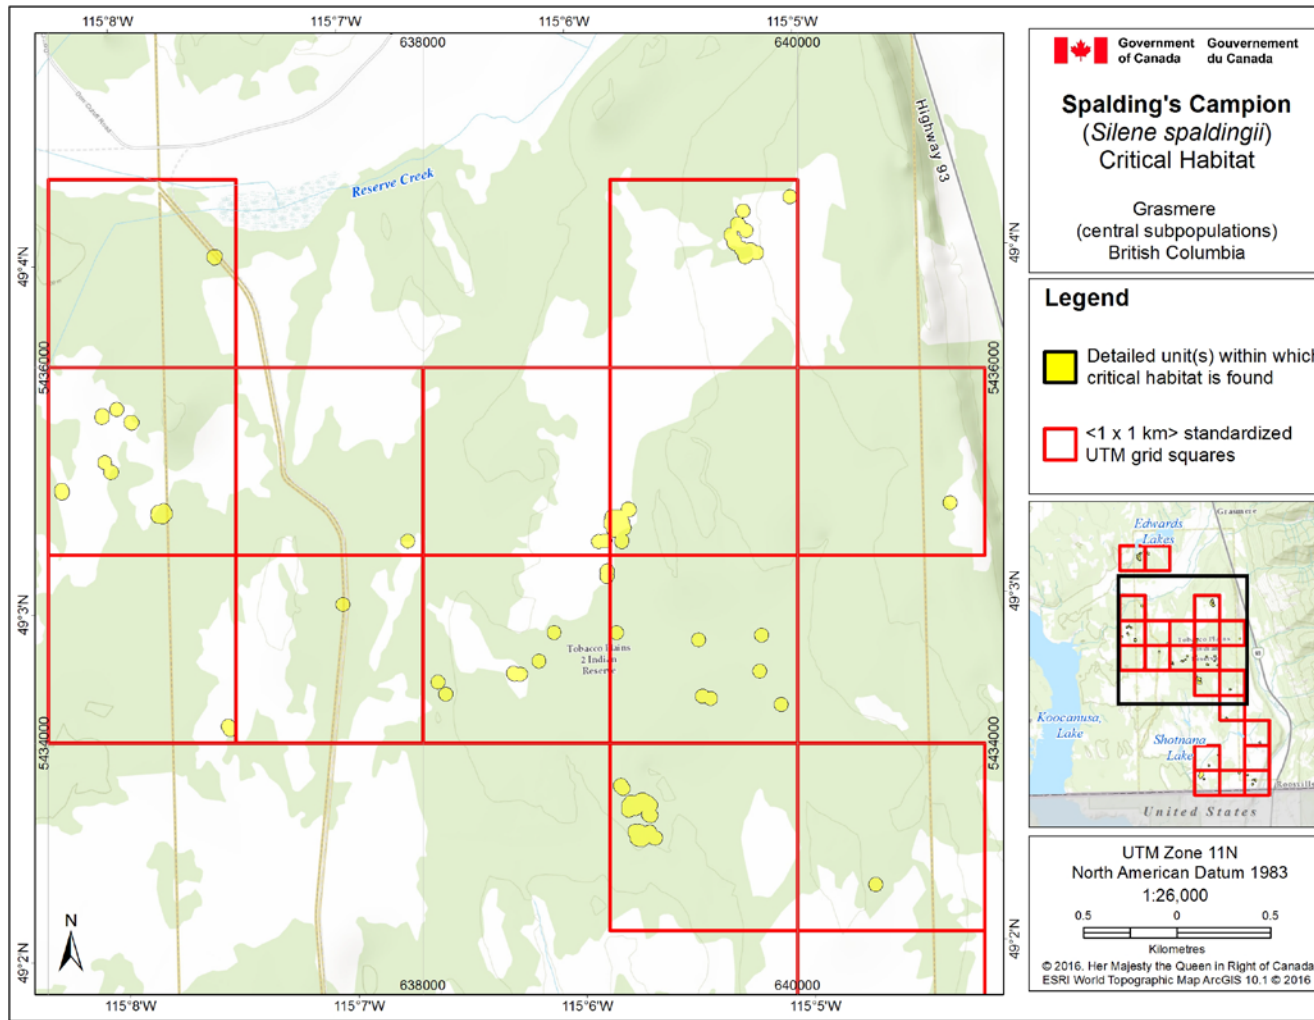 115°8'W
115°7'W
115°6'W
115°5'W
638000
640000
Highway 93
Reserve Creek
49°4'N
49°4'N
5436000
5436000
49°3'N
49°3'N
Tobacco Plains
2 Indian
Reserve
5434000
5434000
49°2'N
49°2'N
N
638000
640000
115°8'W
115°7'W
115°6'W
115°5'W
Government
of Canada
Gouvernement
du Canada
Spalding's Campion
(Silene spaldingii)
Critical Habitat
Grasmere
(central subpopulations)
British Columbia
Legend
Detailed unit(s) within which
critical habitat is found
<1 x 1 km> standardized
UTM grid squares
Grasmere
Edwards
Lakes
Koocanusa,
Lake
Shotnana
Lake
United States
UTM Zone 11N
North American Datum 1983
1:26,000
0.5 0 0.5
Kilometres
© 2016. Her Majesty the Queen in Right of Canada
ESRI World Topographic Map ArcGIS 10.1 © 2016